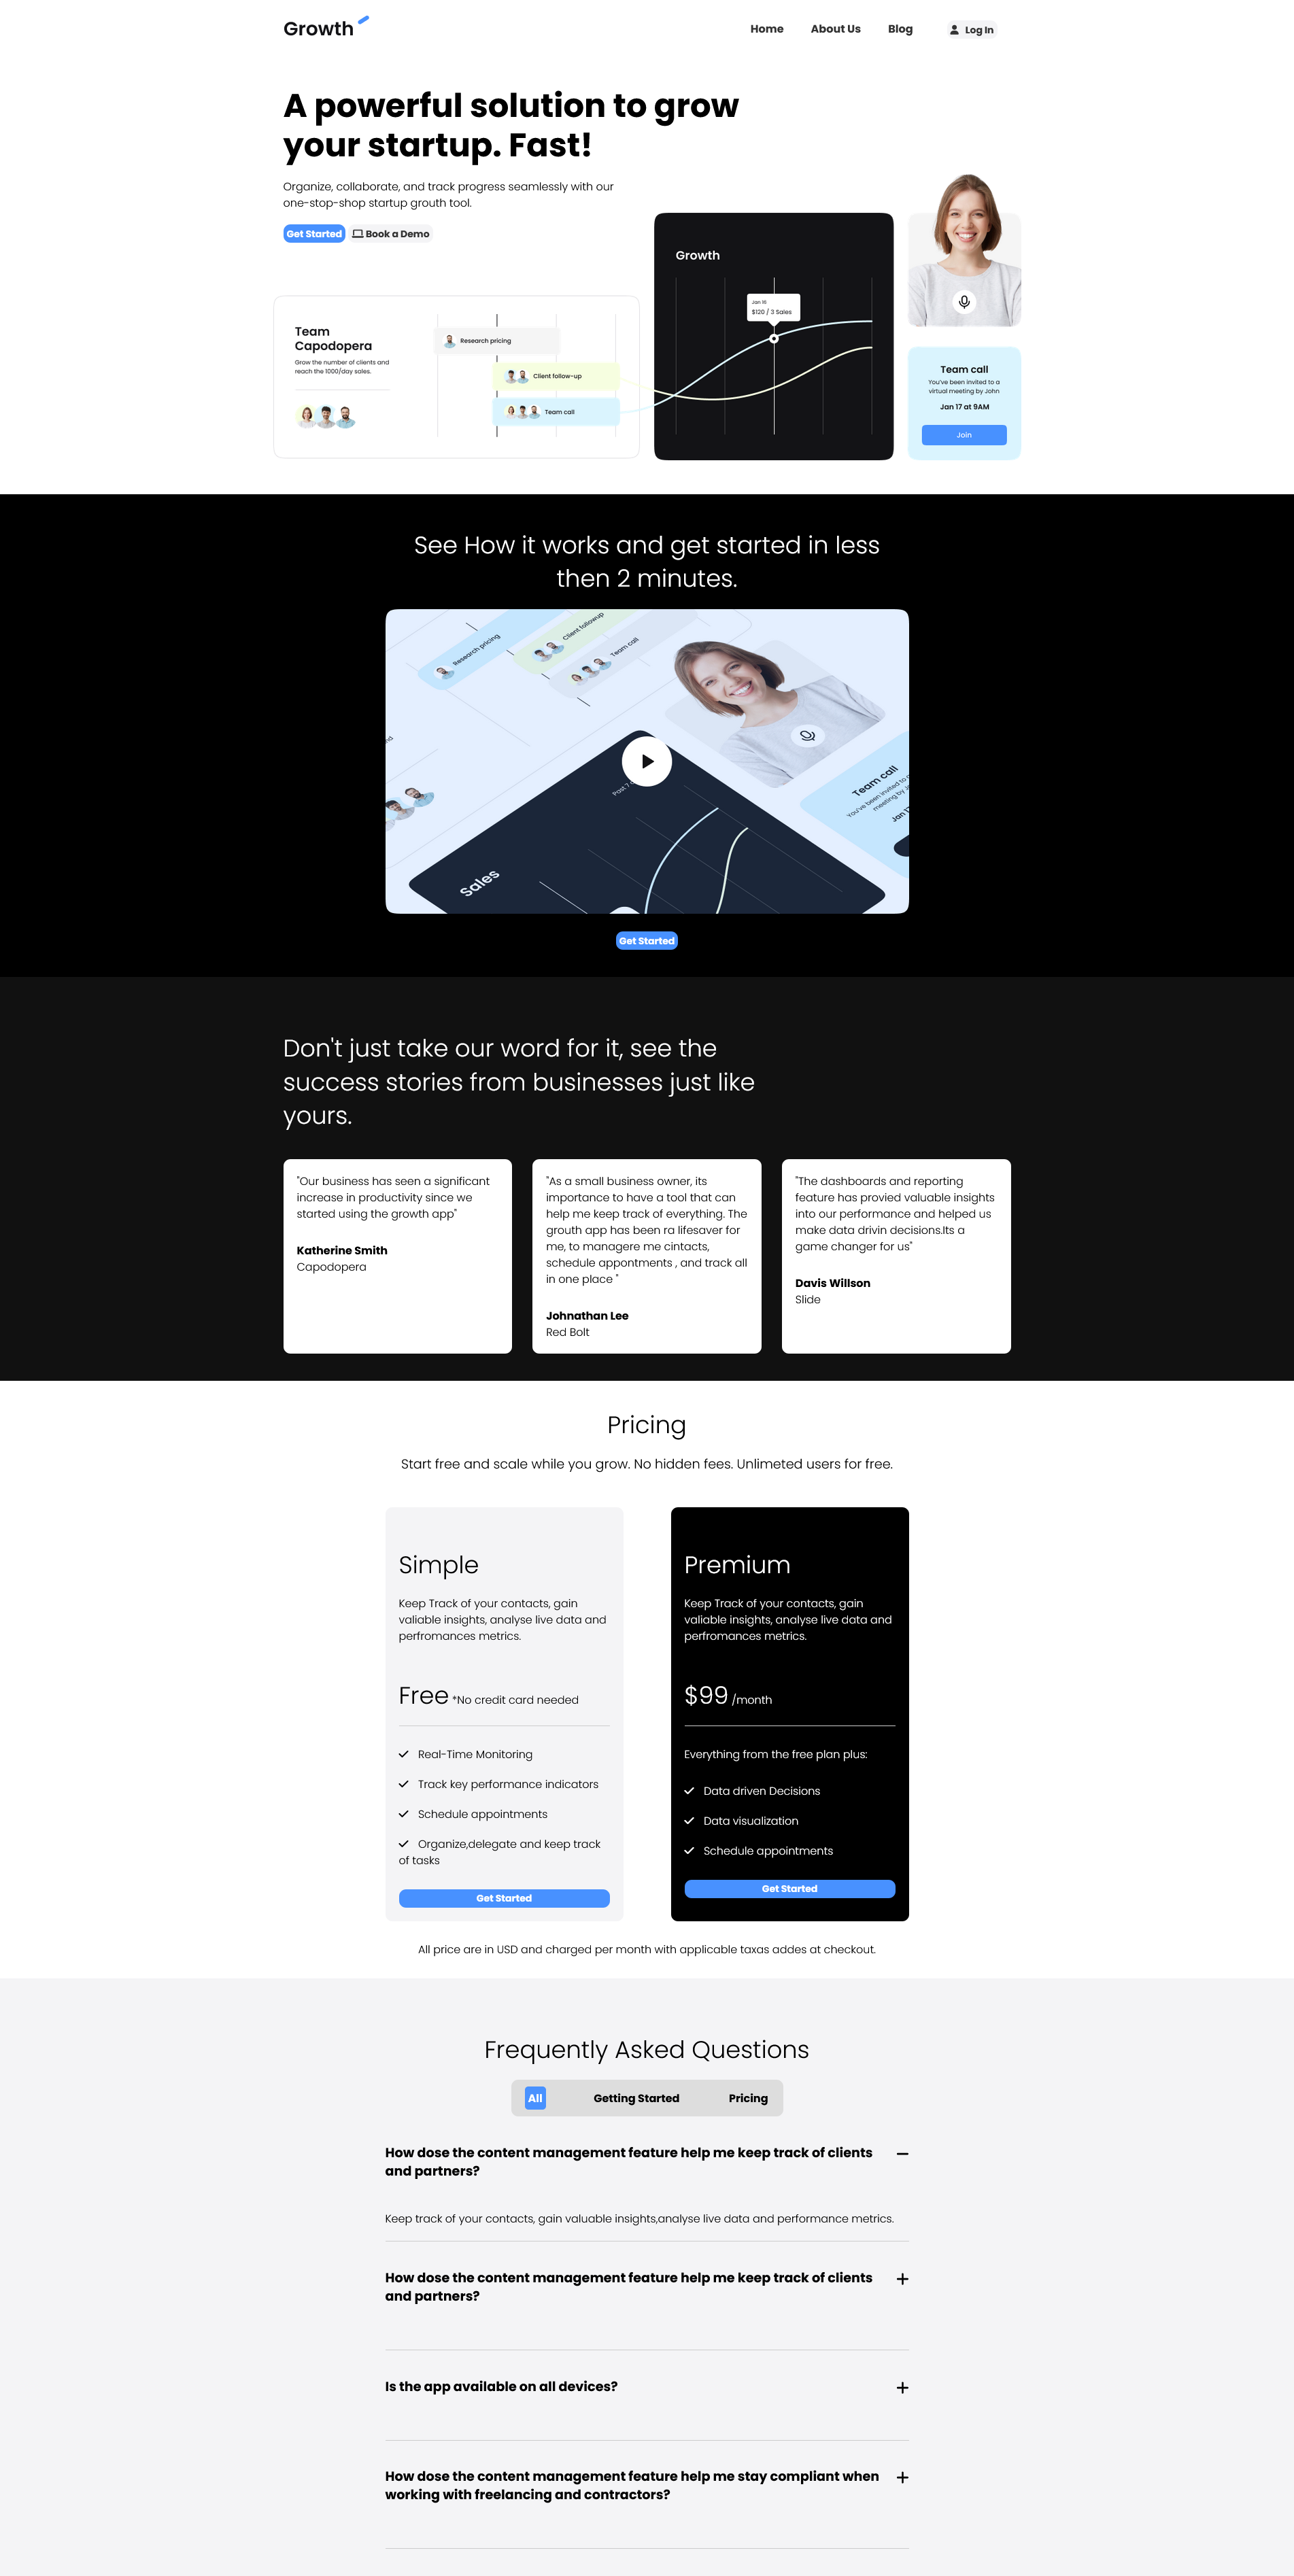 Growth
Home
About Us
Blog
Log In
A powerful solution to grow
your startup. Fast!
Organize, collaborate, and track progress seamlessly with our
one-stop-shop startup grouth tool.
Get Started
Book a Demo
Team
Capodopera
Grow the number of clients and
reach the 1000/day sales.
Research pricing
Client follow-up
Team call
Growth
Jan 16
$120 / 3 Sales
Team call
You've been invited to a
virtual meeting by John
Jan 17 at 9AM
Join
See How it works and get started in less
then 2 minutes.
Research pricing
Client followup
Team call
Past 7
Sales
Team call
You've been invited to
meeting by
Get Started
Don't just take our word for it, see the
success stories from businesses just like
yours.
"Our business has seen a significant
increase in productivity since we
started using the growth app"
Katherine Smith
Capodopera
"As a small business owner, its
importance to have a tool that can
help me keep track of everything. The
grouth app has been ra lifesaver for
me, to managere me cintacts,
schedule appontments , and track all
in one place "
Johnathan Lee
Red Bolt
"The dashboards and reporting
feature has provied valuable insights
into our performance and helped us
make data drivin decisions.Its a
game changer for us"
Davis Willson
Slide
Pricing
Start free and scale while you grow. No hidden fees. Unlimeted users for free.
Simple
Keep Track of your contacts, gain
valiable insights, analyse live data and
perfromances metrics.
Free *No credit card needed
Real-Time Monitoring
Track key performance indicators
Schedule appointments
Organize,delegate and keep track
of tasks
Get Started
Premium
Keep Track of your contacts, gain
valiable insights, analyse live data and
perfromances metrics.
$99 /month
Everything from the free plan plus:
Data driven Decisions
Data visualization
Schedule appointments
Get Started
All price are in USD and charged per month with applicable taxas addes at checkout.
Frequently Asked Questions
All
Getting Started
Pricing
How dose the content management feature help me keep track of clients
and partners?
Keep track of your contacts, gain valuable insights,analyse live data and performance metrics.
How dose the content management feature help me keep track of clients
and partners?
Is the app available on all devices?
How dose the content management feature help me stay compliant when
working with freelancing and contractors?